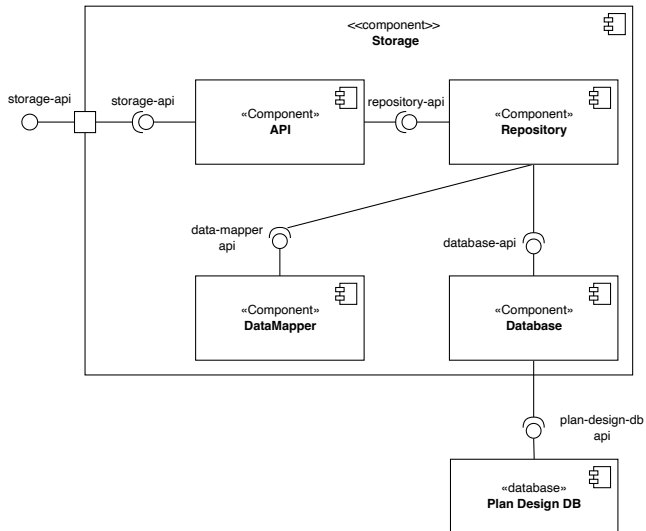 <<component>>
Storage
storage-api
storage-api
«Component»
API
repository-api
«Component»
Repository
data-mapper
api
database-api
«Component»
DataMapper
«Component»
Database
plan-design-db
api
«database»
Plan Design DB